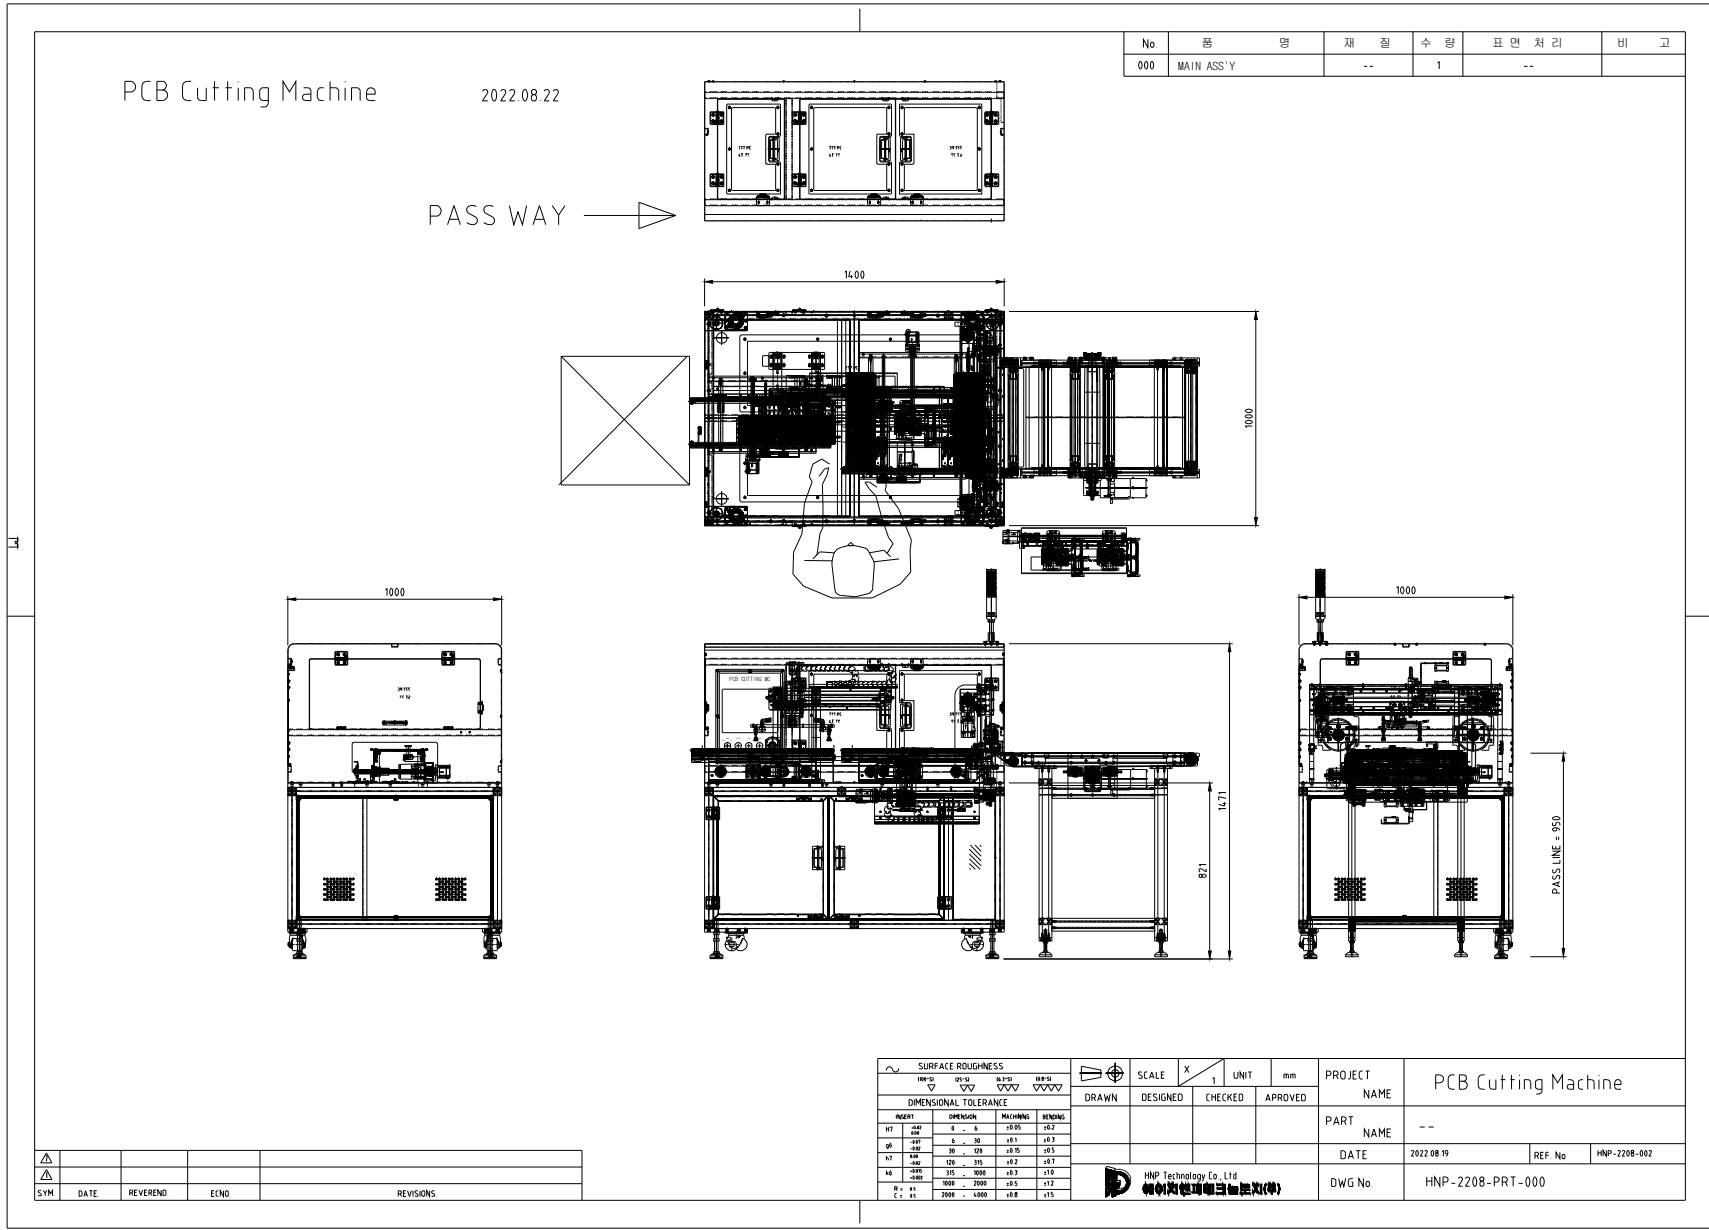 No. 품 명 재 질 수 량 표 면 처 리 비 고
000 MAIN ASS'Y -- 1 --
PCB Cutting Machine 2022.08.22
PASS WAY
1400
1000
1000
1000
PCB CUTTING MC
1471
821
PASS LINE = 950
SURFACE ROUGHNESS
DIMENSIONAL TOLERANCE
INSERT DIMENSION MACHINING BENDING
H7 0 - 6 ±0.05 ±0.2
g6 6 - 30 ±0.1 ±0.3
30 - 120 ±0.15 ±0.5
h7 120 - 315 ±0.2 ±0.7
k6 315 - 1000 ±0.3 ±1.0
1000 - 2000 ±0.5 ±1.2
2000 - 4000 ±0.8 ±1.5
SCALE X/1 UNIT mm
DRAWN DESIGNED CHECKED APROVED
HNP Technology Co., Ltd.
PROJECT NAME PCB Cutting Machine
PART NAME --
DATE 2022.08.19 REF. No HNP-2208-002
DWG No. HNP-2208-PRT-000
SYM. DATE. REVEREND. ECNO. REVISIONS.